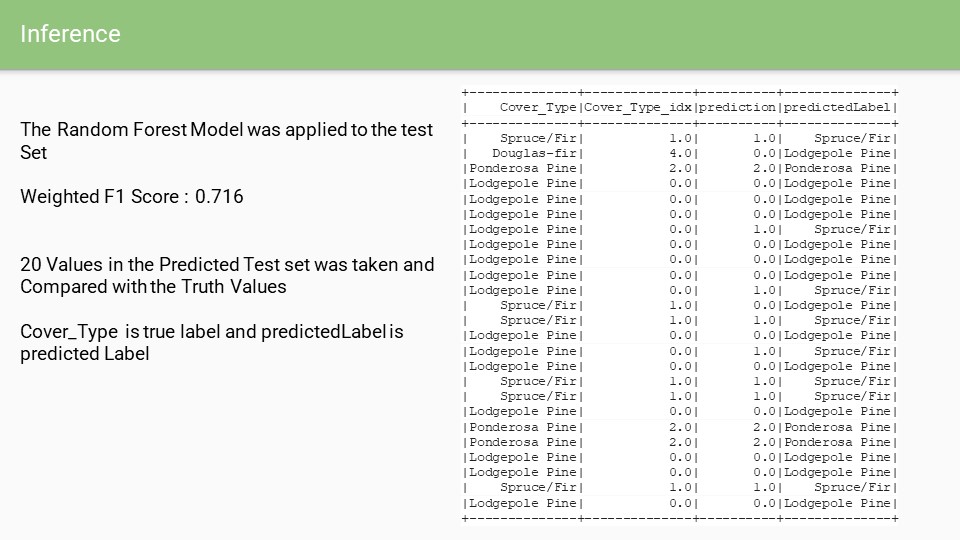 Inference
The Random Forest Model was applied to the test
Set
Weighted F1 Score : 0.716
20 Values in the Predicted Test set was taken and
Compared with the Truth Values
Cover_Type is true label and predictedLabel is
predicted Label
+--------------+--------------+----------+--------------+
|    Cover_Type|Cover_Type_idx|prediction|predictedLabel|
+--------------+--------------+----------+--------------+
|    Spruce/Fir|           1.0|       1.0|    Spruce/Fir|
|   Douglas-fir|           4.0|       0.0|Lodgepole Pine|
|Ponderosa Pine|           2.0|       2.0|Ponderosa Pine|
|Lodgepole Pine|           0.0|       0.0|Lodgepole Pine|
|Lodgepole Pine|           0.0|       0.0|Lodgepole Pine|
|Lodgepole Pine|           0.0|       0.0|Lodgepole Pine|
|Lodgepole Pine|           0.0|       1.0|    Spruce/Fir|
|Lodgepole Pine|           0.0|       0.0|Lodgepole Pine|
|Lodgepole Pine|           0.0|       0.0|Lodgepole Pine|
|Lodgepole Pine|           0.0|       0.0|Lodgepole Pine|
|Lodgepole Pine|           0.0|       1.0|    Spruce/Fir|
|    Spruce/Fir|           1.0|       0.0|Lodgepole Pine|
|    Spruce/Fir|           1.0|       1.0|    Spruce/Fir|
|Lodgepole Pine|           0.0|       0.0|Lodgepole Pine|
|Lodgepole Pine|           0.0|       1.0|    Spruce/Fir|
|Lodgepole Pine|           0.0|       0.0|Lodgepole Pine|
|    Spruce/Fir|           1.0|       1.0|    Spruce/Fir|
|    Spruce/Fir|           1.0|       1.0|    Spruce/Fir|
|Lodgepole Pine|           0.0|       0.0|Lodgepole Pine|
|Ponderosa Pine|           2.0|       2.0|Ponderosa Pine|
|Ponderosa Pine|           2.0|       2.0|Ponderosa Pine|
|Lodgepole Pine|           0.0|       0.0|Lodgepole Pine|
|Lodgepole Pine|           0.0|       0.0|Lodgepole Pine|
|    Spruce/Fir|           1.0|       1.0|    Spruce/Fir|
|Lodgepole Pine|           0.0|       0.0|Lodgepole Pine|
+--------------+--------------+----------+--------------+